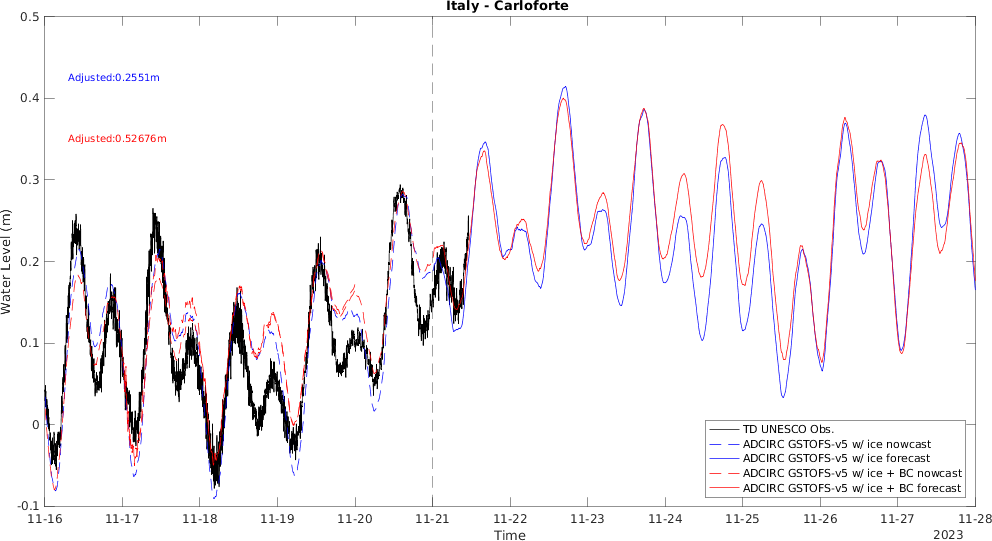 Italy - Carloforte
Water Level (m)
0.5
0.4
0.3
0.2
0.1
0
-0.1
Adjusted:0.2551m
Adjusted:0.52676m
TD UNESCO Obs.
ADCIRC GSTOFS-v5 w/ ice nowcast
ADCIRC GSTOFS-v5 w/ ice forecast
ADCIRC GSTOFS-v5 w/ ice + BC nowcast
ADCIRC GSTOFS-v5 w/ ice + BC forecast
11-16 11-17 11-18 11-19 11-20 11-21 11-22 11-23 11-24 11-25 11-26 11-27 11-28
Time
2023